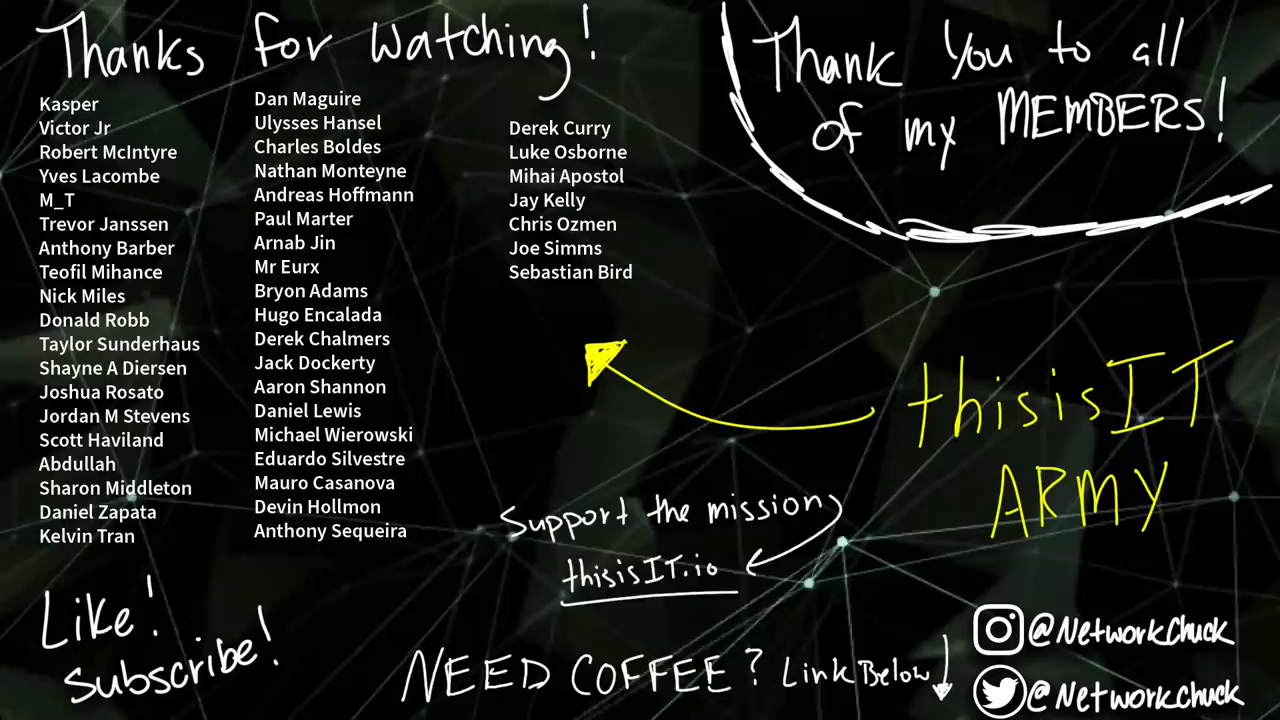 Thanks for watching!
Kasper
Victor Jr
Robert McIntyre
Yves Lacombe
M_T
Trevor Janssen
Anthony Barber
Teofil Mihance
Nick Miles
Donald Robb
Taylor Sunderhaus
Shayne A Diersen
Joshua Rosato
Jordan M Stevens
Scott Haviland
Abdullah
Sharon Middleton
Daniel Zapata
Kelvin Tran
Dan Maguire
Ulysses Hansel
Charles Boldes
Nathan Monteyne
Andreas Hoffmann
Paul Marter
Arnab Jin
Mr Eurx
Bryon Adams
Hugo Encalada
Derek Chalmers
Jack Dockerty
Aaron Shannon
Daniel Lewis
Michael Wierowski
Eduardo Silvestre
Mauro Casanova
Devin Hollmon
Anthony Sequeira
Derek Curry
Luke Osborne
Mihai Apostol
Jay Kelly
Chris Ozmen
Joe Simms
Sebastian Bird
Thank you to all
of my MEMBERS!
thisisIT
ARMY
Support the mission
thisisIT.io
Like!
Subscribe!
NEED COFFEE? Link Below
@NetworkChuck
@NetworkChuck